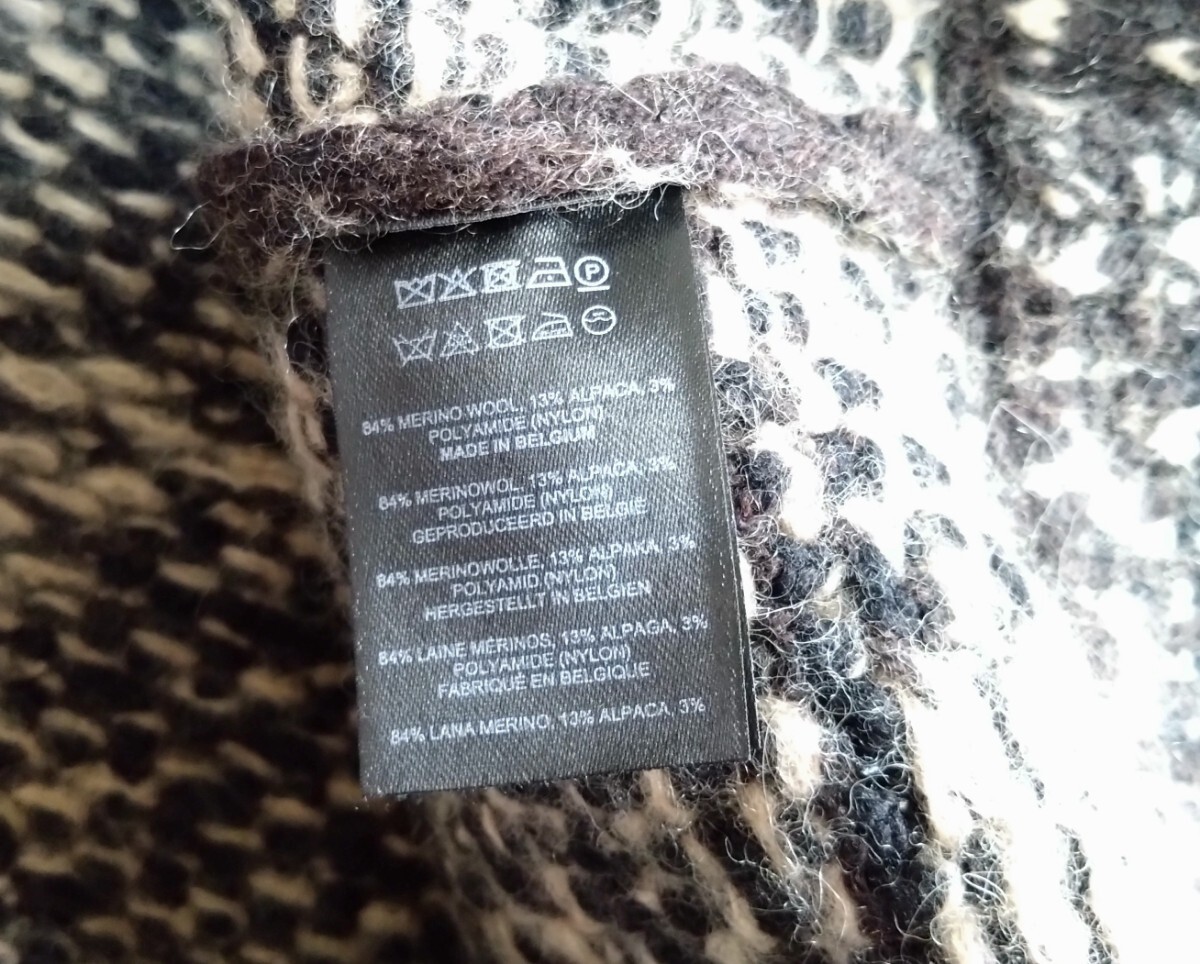 P
84% MERINO WOOL, 13% ALPACA, 3%
POLYAMIDE (NYLON)
MADE IN BELGIUM
84% MERINOWOL, 13% ALPACA, 3%
POLYAMIDE (NYLON)
GEPRODUCEERD IN BELGIE
84% MERINOWOLLE, 13% ALPAKA, 3%
POLYAMID (NYLON)
HERGESTELLT IN BELGIEN
84% LAINE MÉRINOS, 13% ALPAGA, 3%
POLYAMIDE (NYLON)
FABRIQUÉ EN BELGIQUE
84% LANA MERINO, 13% ALPACA, 3%